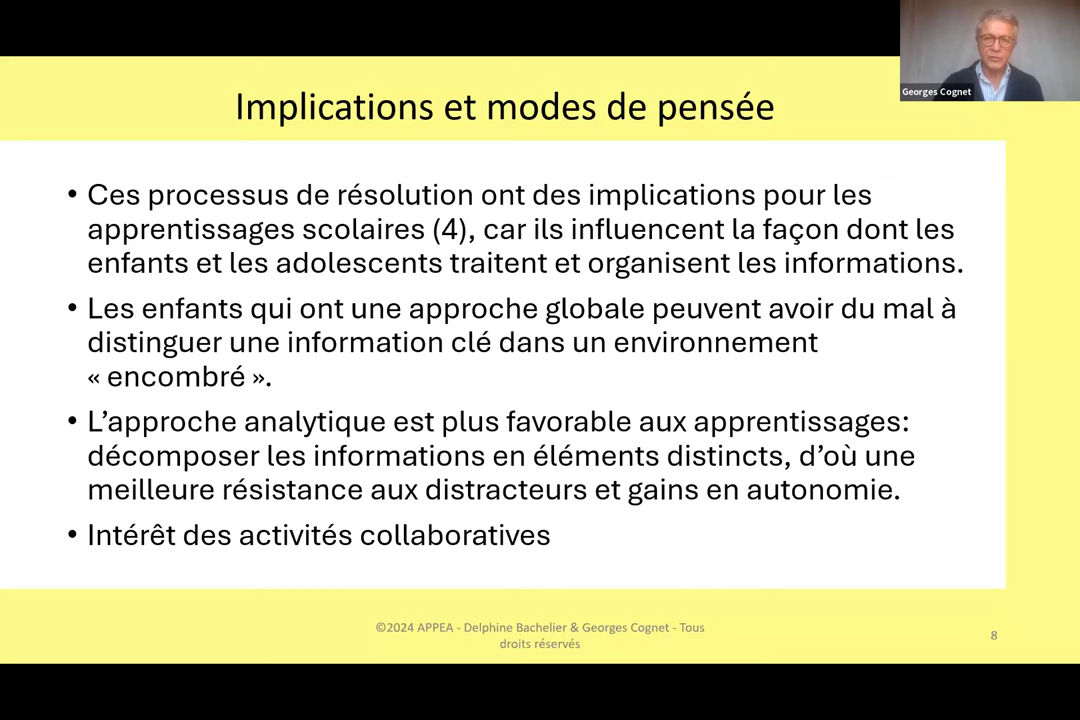 Georges Cognet
Implications et modes de pensée
• Ces processus de résolution ont des implications pour les
apprentissages scolaires (4), car ils influencent la façon dont les
enfants et les adolescents traitent et organisent les informations.
• Les enfants qui ont une approche globale peuvent avoir du mal à
distinguer une information clé dans un environnement
« encombré ».
• L’approche analytique est plus favorable aux apprentissages:
décomposer les informations en éléments distincts, d’où une
meilleure résistance aux distracteurs et gains en autonomie.
• Intérêt des activités collaboratives
©2024 APPEA - Delphine Bachelier & Georges Cognet - Tous
droits réservés
8